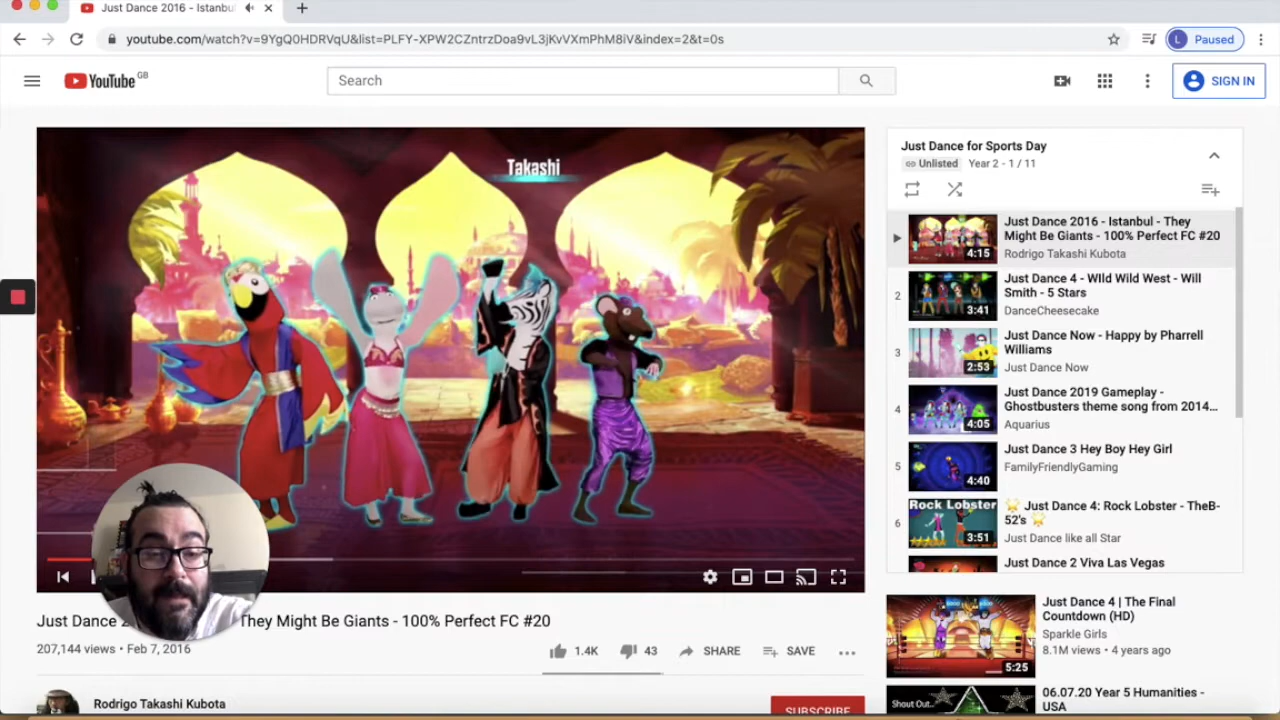 Just Dance 2016 - Istanbul
youtube.com/watch?v=9YgQ0HDRVqU&list=PLFY-XPW2CZntrzDoa9vL3jKvVXmPhM8iV&index=2&t=0s
L Paused
YouTube GB
Search
SIGN IN
Takashi
Just Dance for Sports Day
Unlisted Year 2 - 1 / 11
Just Dance 2016 - Istanbul - They
Might Be Giants - 100% Perfect FC #20
Rodrigo Takashi Kubota
4:15
2
Just Dance 4 - WIld Wild West - Will
Smith - 5 Stars
DanceCheesecake
3:41
3
Just Dance Now - Happy by Pharrell
Williams
Just Dance Now
2:53
4
Just Dance 2019 Gameplay -
Ghostbusters theme song from 2014...
Aquarius
4:05
5
Just Dance 3 Hey Boy Hey Girl
FamilyFriendlyGaming
4:40
6
Rock Lobster
Just Dance 4: Rock Lobster - TheB-
52's
Just Dance like all Star
3:51
Just Dance 2 Viva Las Vegas
Just Dance 2 They Might Be Giants - 100% Perfect FC #20
207,144 views • Feb 7, 2016
1.4K 43 SHARE SAVE
Rodrigo Takashi Kubota
SUBSCRIBE
Just Dance 4 | The Final
Countdown (HD)
Sparkle Girls
8.1M views • 4 years ago
5:25
Shout Out...
06.07.20 Year 5 Humanities -
USA